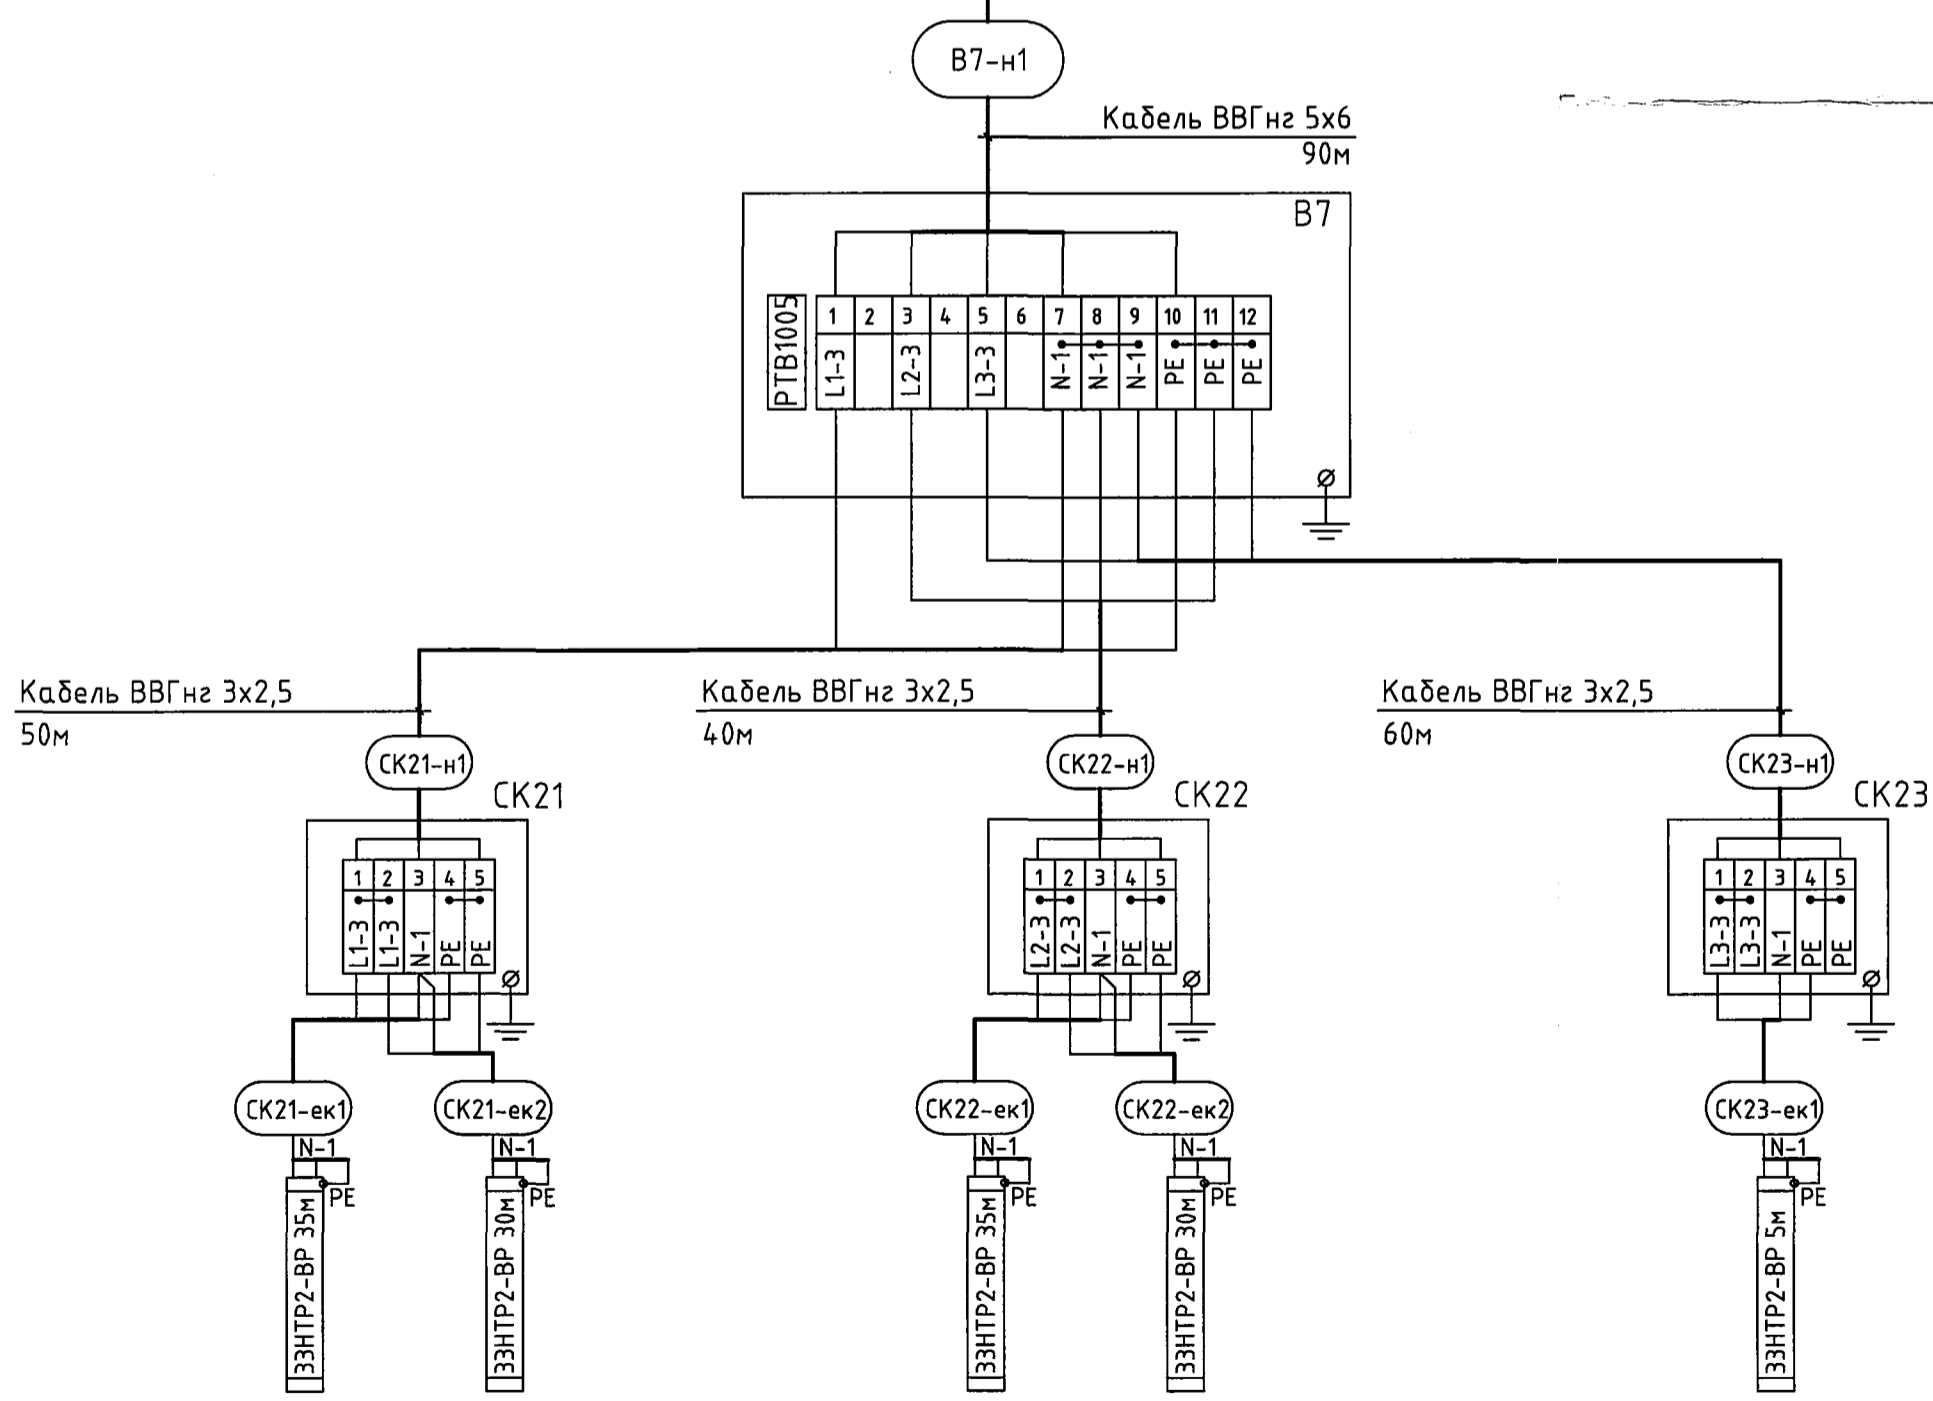 В7-н1
Кабель ВВГнг 5х6
90м
В7
РТВ1005
1 2 3 4 5 6 7 8 9 10 11 12
L1-3 L2-3 L3-3 N-1 N-1 N-1 PE PE PE
Кабель ВВГнг 3х2,5
50м
Кабель ВВГнг 3х2,5
40м
Кабель ВВГнг 3х2,5
60м
СК21-н1
СК22-н1
СК23-н1
СК21
СК22
СК23
1 2 3 4 5
L1-3 L1-3 N-1 PE PE
1 2 3 4 5
L2-3 L2-3 N-1 PE PE
1 2 3 4 5
L3-3 L3-3 N-1 PE PE
СК21-ек1
СК21-ек2
СК22-ек1
СК22-ек2
СК23-ек1
N-1
N-1
N-1
N-1
N-1
PE
PE
PE
PE
PE
33НТР2-ВР 35м
33НТР2-ВР 30м
33НТР2-ВР 35м
33НТР2-ВР 30м
33НТР2-ВР 5м